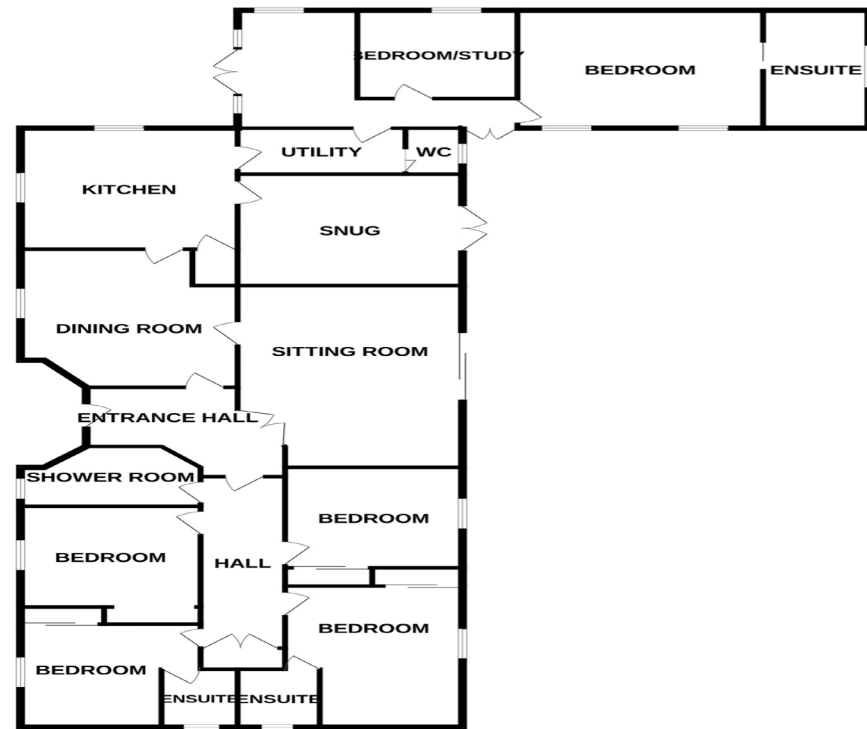 BEDROOM/STUDY
BEDROOM
ENSUITE
UTILITY
WC
KITCHEN
SNUG
DINING ROOM
SITTING ROOM
ENTRANCE HALL
SHOWER ROOM
BEDROOM
BEDROOM
HALL
BEDROOM
BEDROOM
ENSUITE
ENSUITE